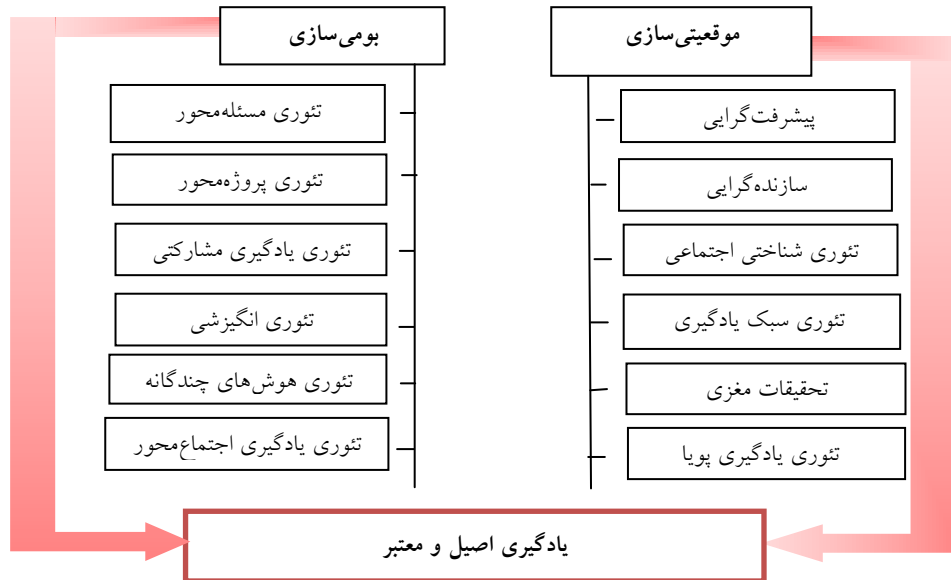 موقعیتی‌سازی
پیشرفت‌گرایی
سازنده‌گرایی
تئوری شناختی اجتماعی
تئوری سبک یادگیری
تحقیقات مغزی
تئوری یادگیری پویا
بومی‌سازی
تئوری مسئله‌محور
تئوری پروژه‌محور
تئوری یادگیری مشارکتی
تئوری انگیزشی
تئوری هوش‌های چندگانه
تئوری یادگیری اجتماع‌محور
یادگیری اصیل و معتبر